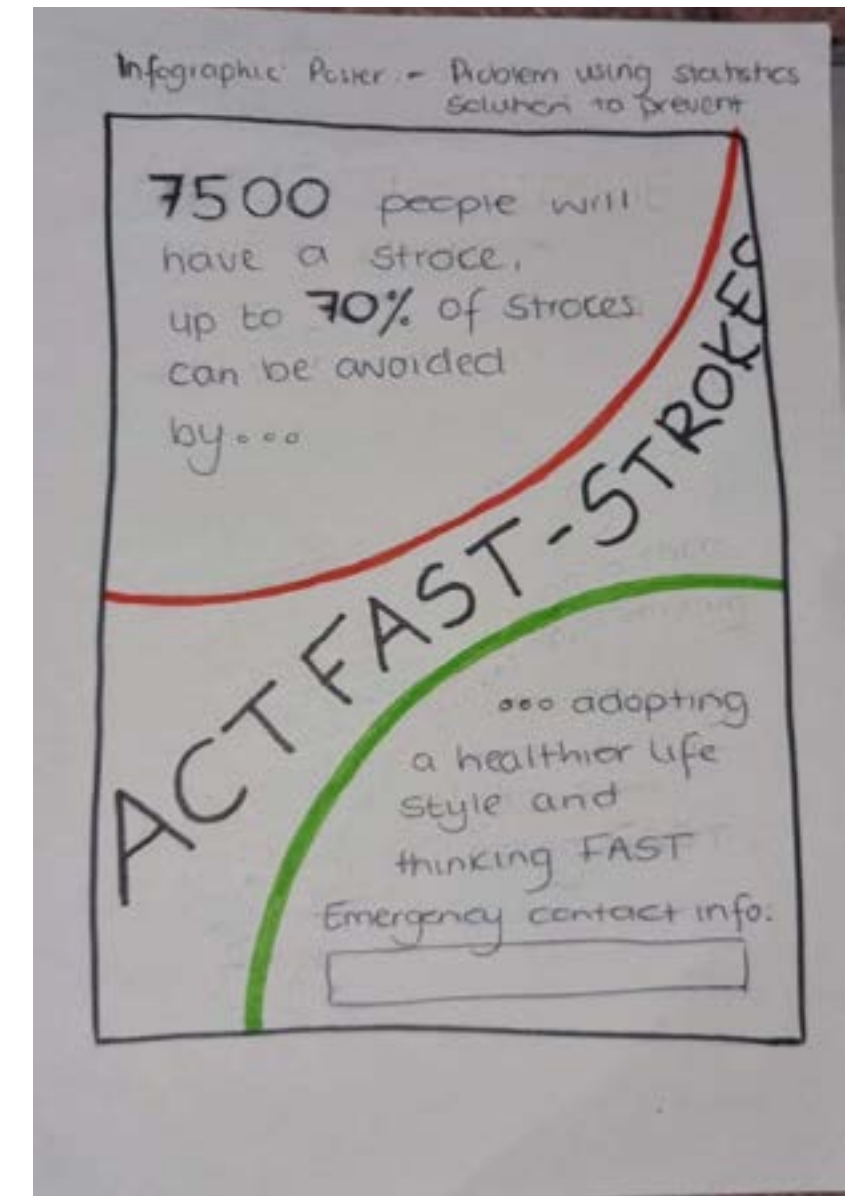 Infographic Poster:- Problem using statistics
solution to prevent
7500 people will
have a stroce,
up to 70% of stroces
can be avoided
by...
ACT FAST-STROKES
... adopting
a healthier life
style and
thinking FAST
Emergency contact info: